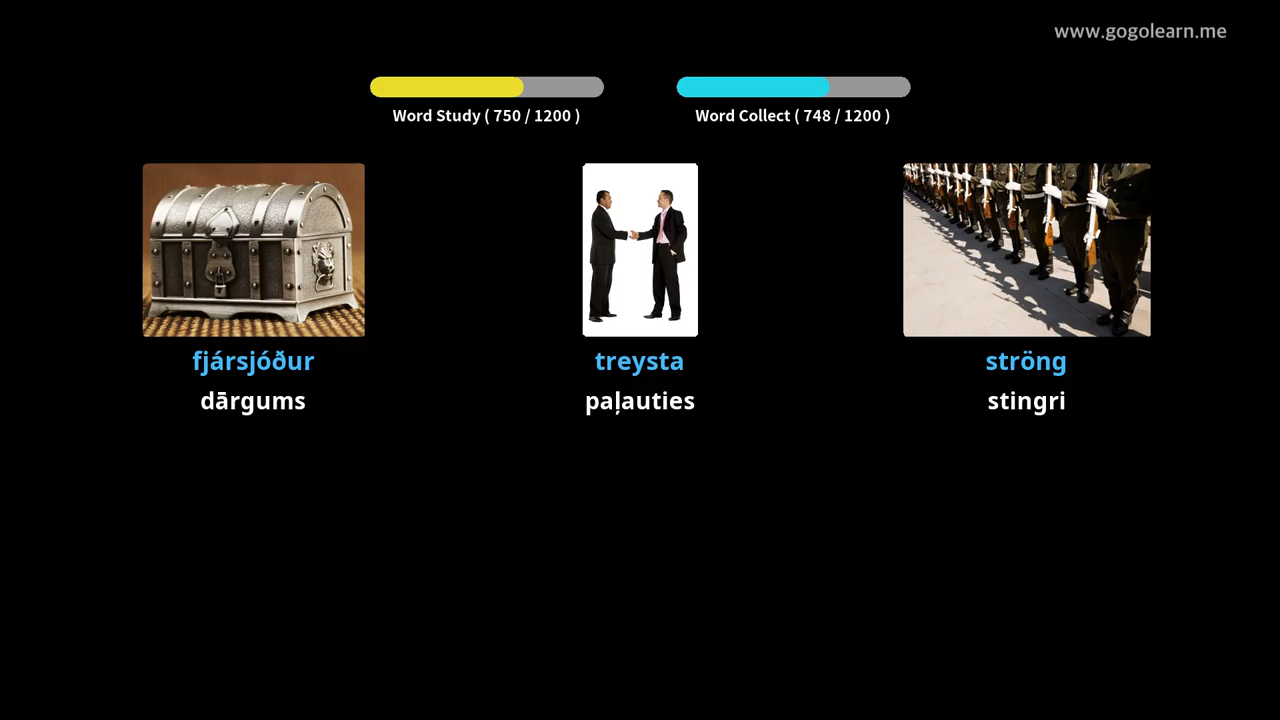 www.gogolearn.me
Word Study ( 750 / 1200 )
Word Collect ( 748 / 1200 )
fjársjóður
dārgums
treysta
paļauties
ströng
stingri